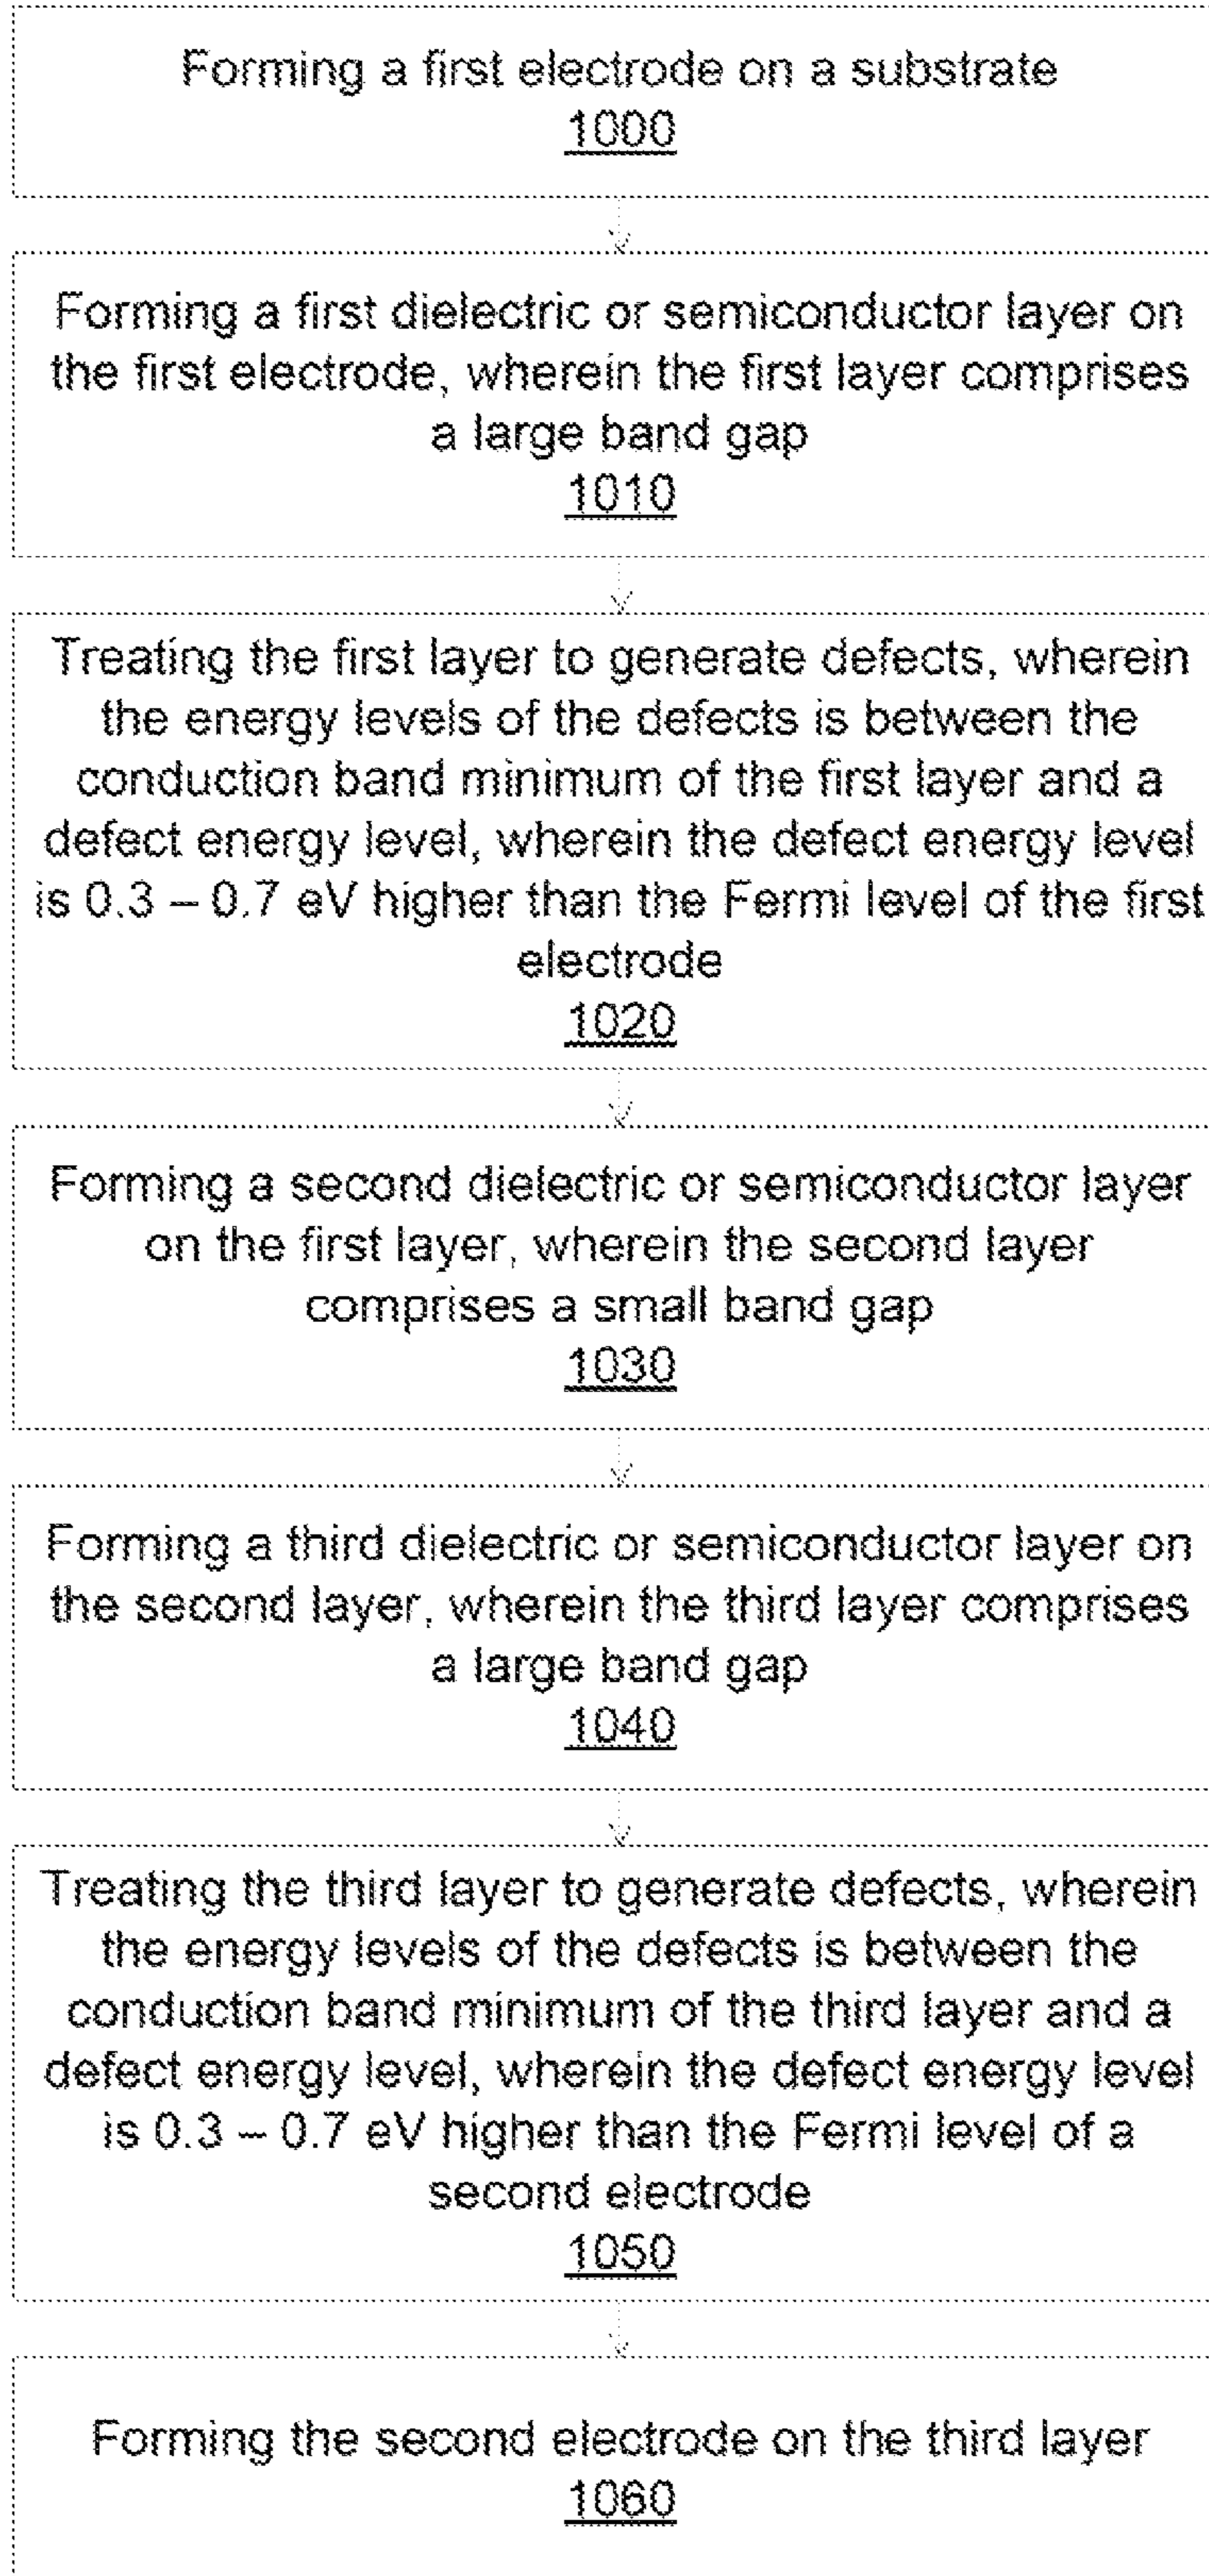 Forming a first electrode on a substrate
1000
Forming a first dielectric or semiconductor layer on
the first electrode, wherein the first layer comprises
a large band gap
1010
Treating the first layer to generate defects, wherein
the energy levels of the defects is between the
conduction band minimum of the first layer and a
defect energy level, wherein the defect energy level
is 0.3 – 0.7 eV higher than the Fermi level of the first
electrode
1020
Forming a second dielectric or semiconductor layer
on the first layer, wherein the second layer
comprises a small band gap
1030
Forming a third dielectric or semiconductor layer on
the second layer, wherein the third layer comprises
a large band gap
1040
Treating the third layer to generate defects, wherein
the energy levels of the defects is between the
conduction band minimum of the third layer and a
defect energy level, wherein the defect energy level
is 0.3 – 0.7 eV higher than the Fermi level of a
second electrode
1050
Forming the second electrode on the third layer
1060